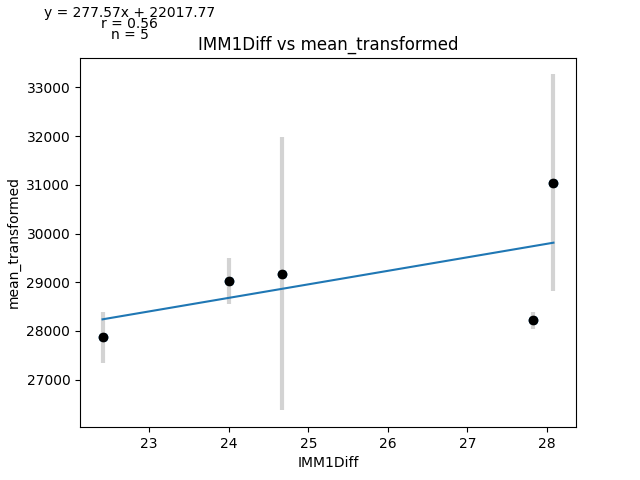 y = 277.57x + 22017.77
r = 0.56
n = 5
IMM1Diff vs mean_transformed
33000
32000
31000
30000
29000
28000
27000
mean_transformed
23 24 25 26 27 28
IMM1Diff